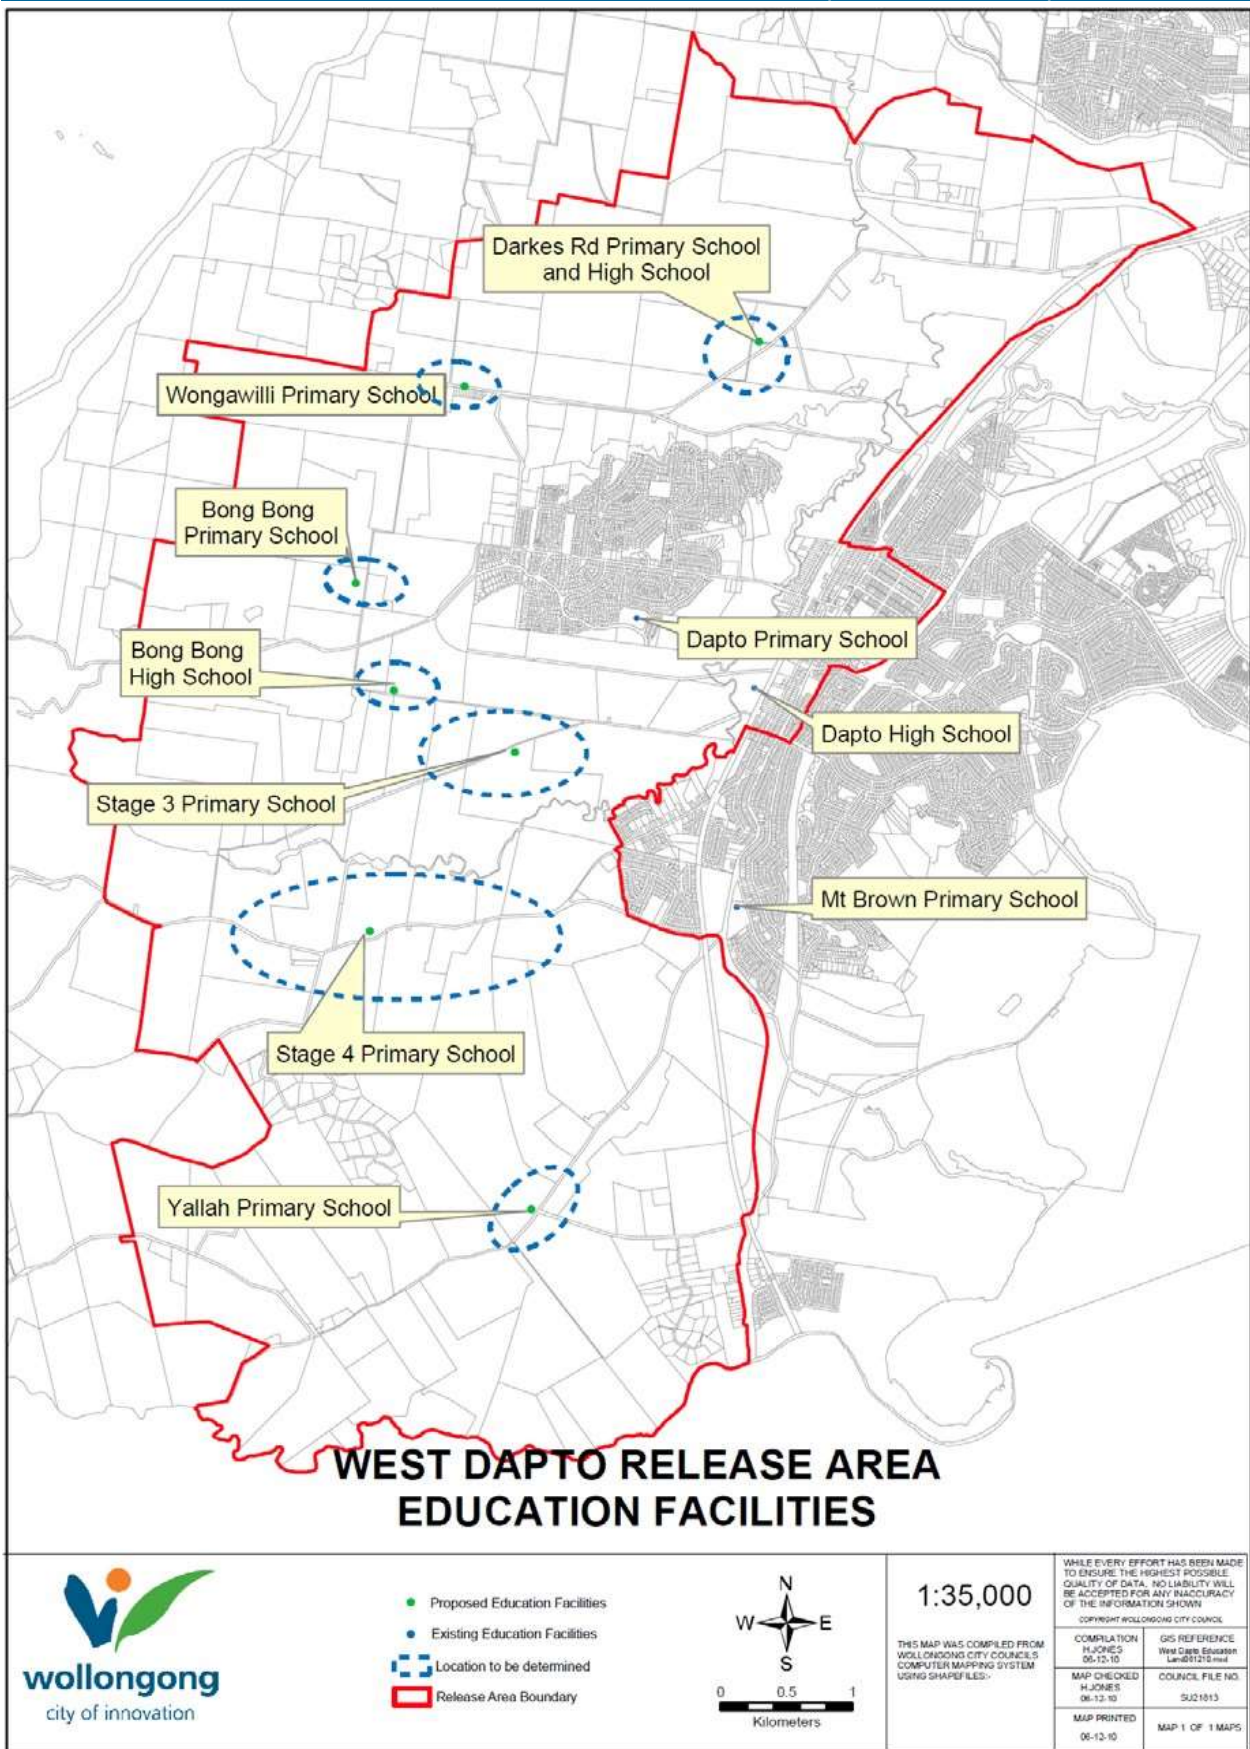 Darkes Rd Primary School
and High School
Wongawilli Primary School
Bong Bong
Primary School
Dapto Primary School
Bong Bong
High School
Dapto High School
Stage 3 Primary School
Mt Brown Primary School
Stage 4 Primary School
Yallah Primary School
WEST DAPTO RELEASE AREA
EDUCATION FACILITIES
wollongong
city of innovation
Proposed Education Facilities
Existing Education Facilities
Location to be determined
Release Area Boundary
N
W E
S
0 0.5 1
Kilometers
1:35,000
THIS MAP WAS COMPILED FROM
WOLLONGONG CITY COUNCILS
COMPUTER MAPPING SYSTEM
USING SHAPEFILES:-
WHILE EVERY EFFORT HAS BEEN MADE
TO ENSURE THE HIGHEST POSSIBLE
QUALITY OF DATA, NO LIABILITY WILL
BE ACCEPTED FOR ANY INACCURACY
OF THE INFORMATION SHOWN
COPYRIGHT WOLLONGONG CITY COUNCIL
COMPILATION
H.JONES
06-12-10
GIS REFERENCE
West Dapto Education
MAP CHECKED
H.JONES
06-12-10
COUNCIL FILE NO.
SU21813
MAP PRINTED
06-12-10
MAP 1 OF 1 MAPS